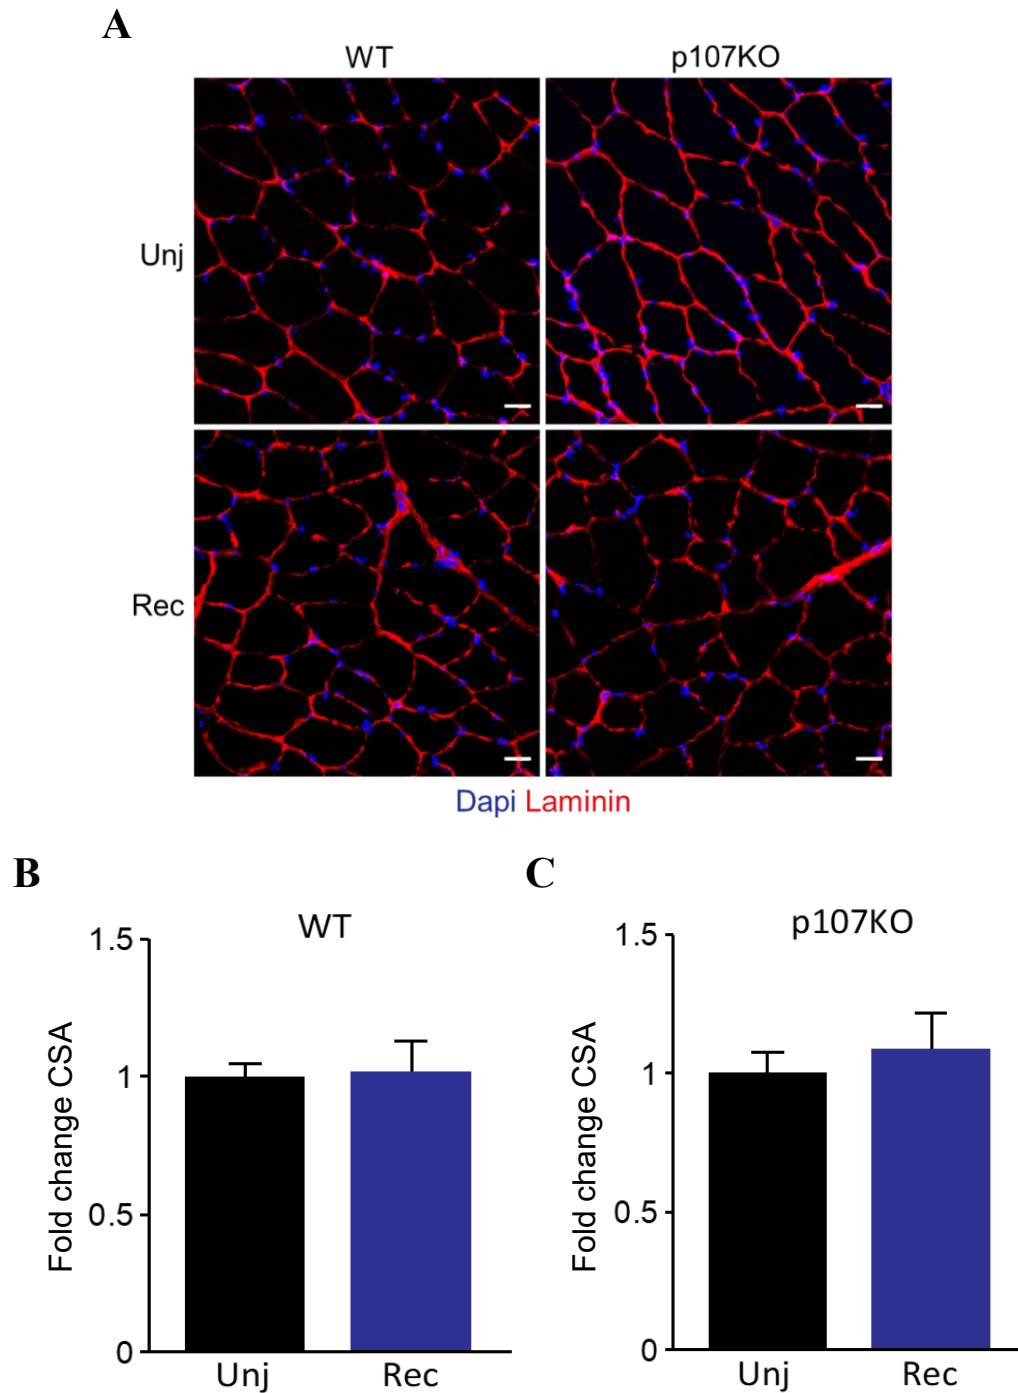 A
WT p107KO
Unj
Rec
Dapi Laminin
B C
WT
p107KO
1.5
1
0.5
0
Fold change CSA
Unj Rec
1.5
1
0.5
0
Fold change CSA
Unj Rec